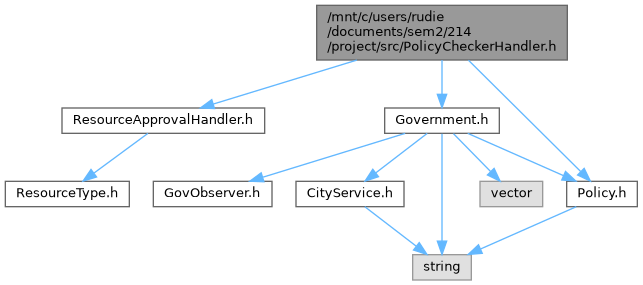 /mnt/c/users/rudie
/documents/sem2/214
/project/src/PolicyCheckerHandler.h
ResourceApprovalHandler.h
Government.h
ResourceType.h
GovObserver.h
CityService.h
vector
Policy.h
string